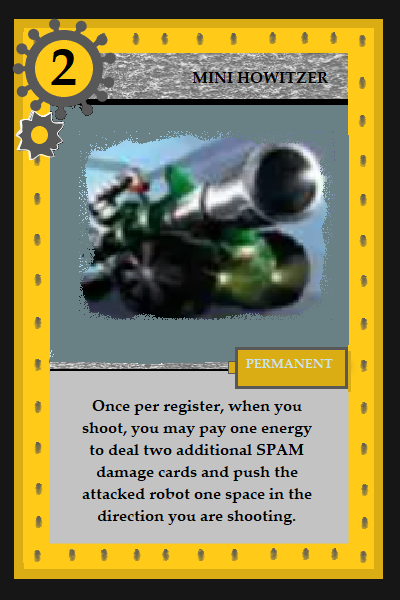 2
MINI HOWITZER
PERMANENT
Once per register, when you
shoot, you may pay one energy
to deal two additional SPAM
damage cards and push the
attacked robot one space in the
direction you are shooting.